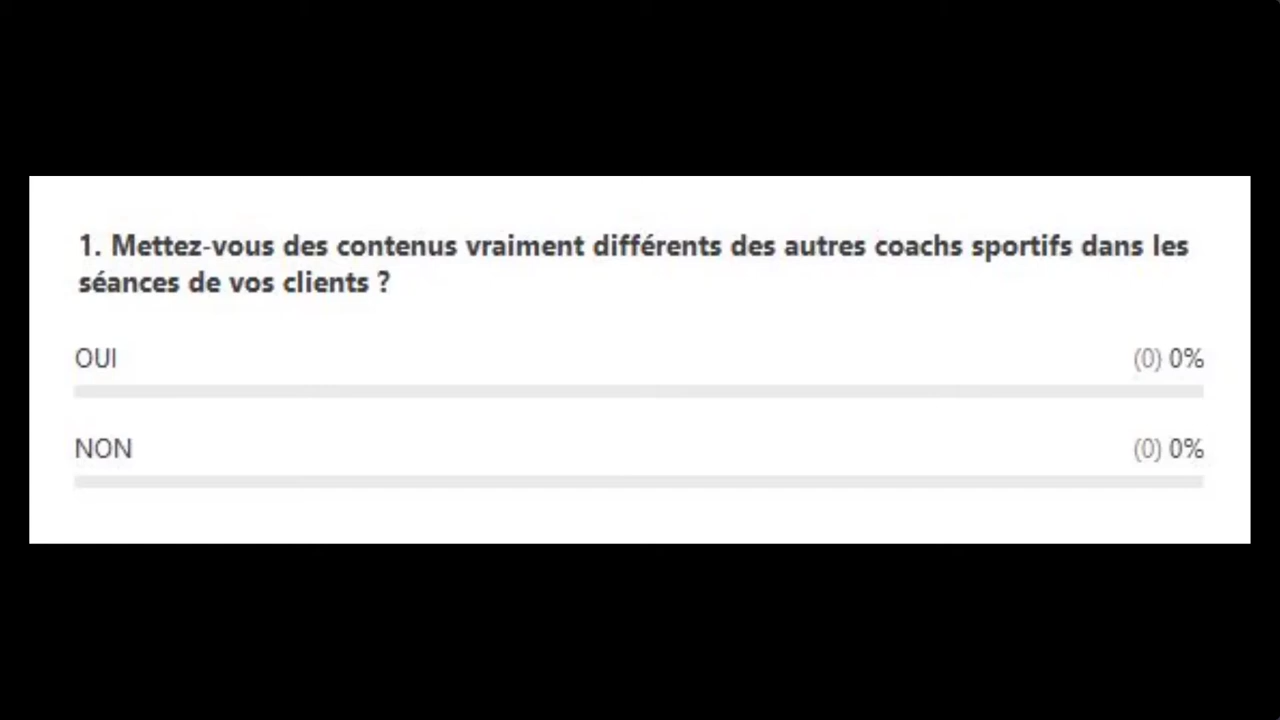 1. Mettez-vous des contenus vraiment différents des autres coachs sportifs dans les
séances de vos clients ?
OUI (0) 0%
NON (0) 0%